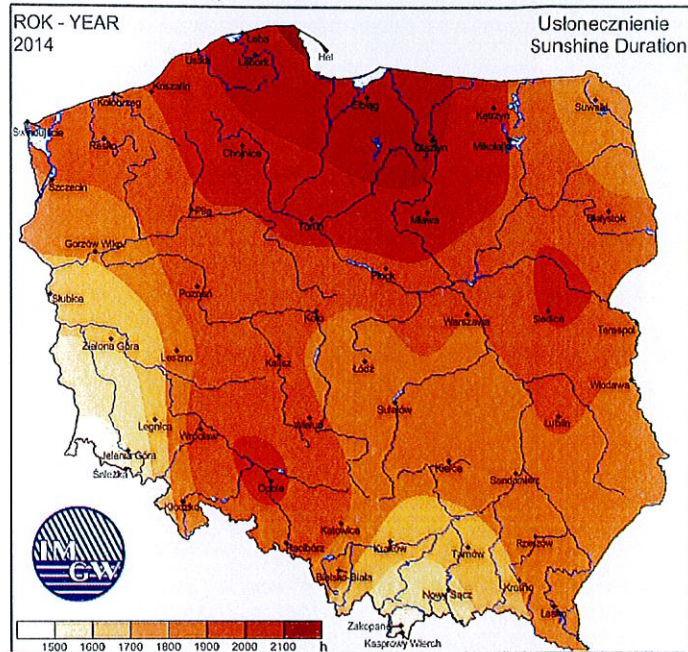 ROK - YEAR
2014
Usłonecznienie
Sunshine Duration
Łeba
Hel
Ustka
Lębork
Koszalin
Kołobrzeg
Elbląg
Kętrzyn
Suwałki
Świnoujście
Resko
Chojnice
Olsztyn
Mikołajki
Szczecin
Piła
Toruń
Mława
Białystok
Gorzów Wlkp.
Płock
Słubice
Poznań
Koło
Warszawa
Siedlce
Terespol
Zielona Góra
Leszno
Kalisz
Łódź
Włodawa
Sulejów
Legnica
Wrocław
Wieluń
Lublin
Jelenia Góra
Śnieżka
Kielce
Sandomierz
Opole
Kłodzko
Katowice
Racibórz
Kraków
Tarnów
Rzeszów
Bielsko-Biała
Nowy Sącz
Krosno
Lesko
Zakopane
Kasprowy Wierch
IM
GW
1500 1600 1700 1800 1900 2000 2100 h